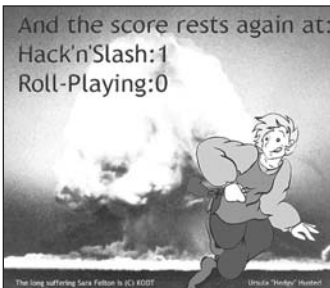 And the score rests again at:
Hack'n'Slash:1
Roll-Playing:0
The long suffering Sara Felton is (C) KODT
Ursula "Hedgy" Husted